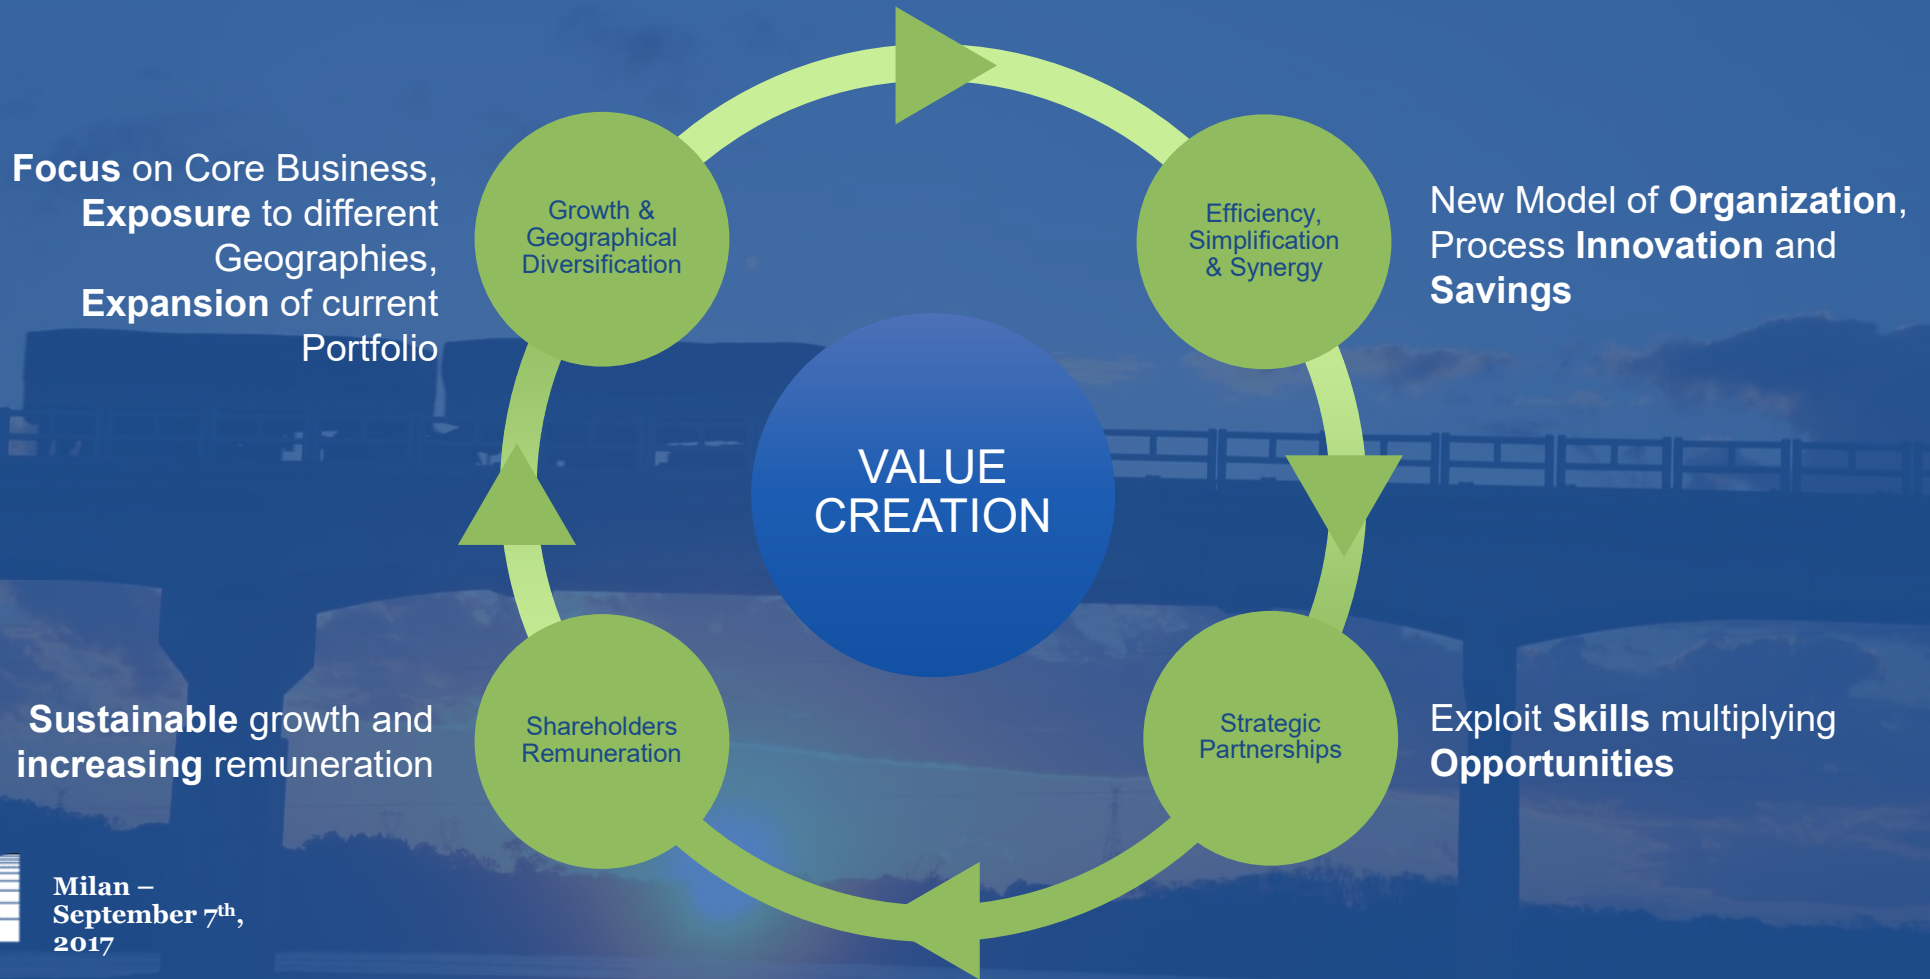 Focus on Core Business,
Exposure to different
Geographies,
Expansion of current
Portfolio
Growth &
Geographical
Diversification
Efficiency,
Simplification
& Synergy
New Model of Organization,
Process Innovation and
Savings
VALUE
CREATION
Sustainable growth and
increasing remuneration
Shareholders
Remuneration
Strategic
Partnerships
Exploit Skills multiplying
Opportunities
Milan –
September 7th,
2017